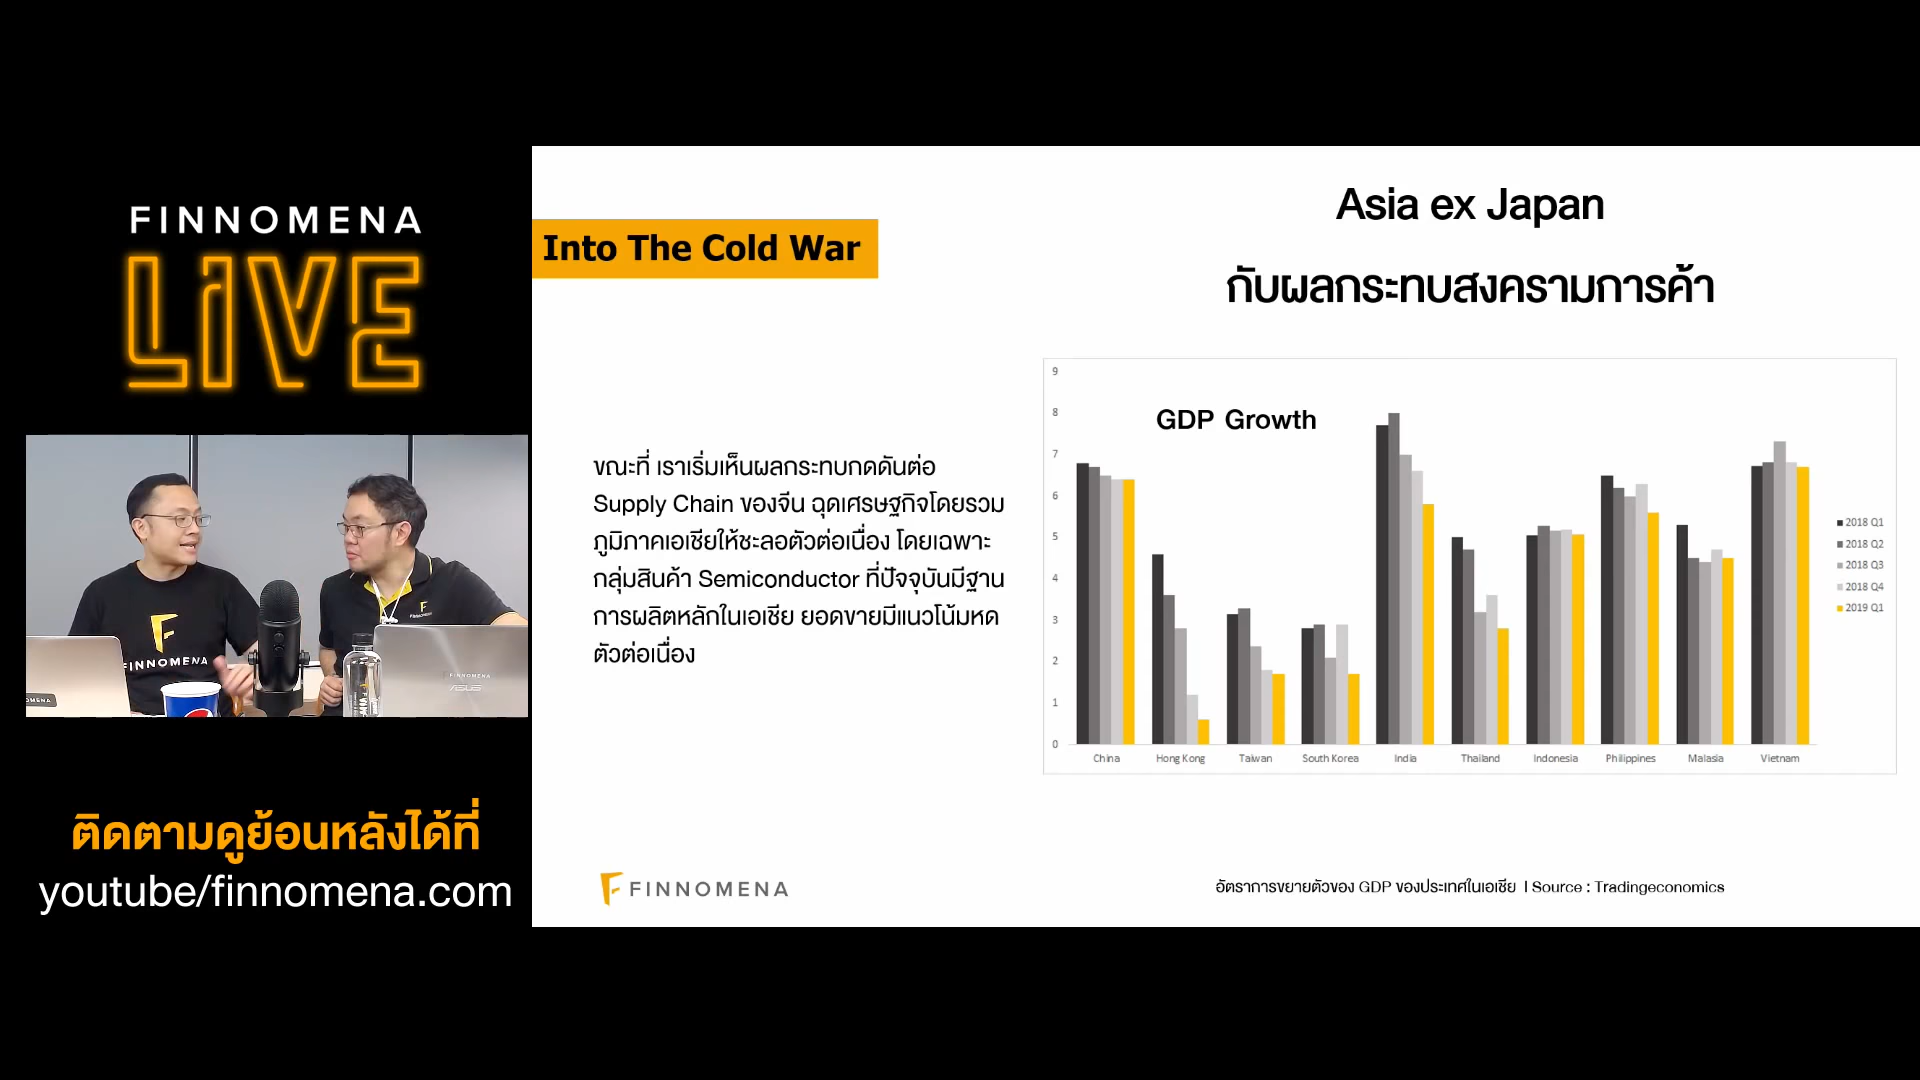 FINNOMENA
LIVE
FINNOMENA
FINNOMENA
ASUS
ติดตามดูย้อนหลังได้ที่
youtube/finnomena.com
Into The Cold War
Asia ex Japan
กับผลกระทบสงครามการค้า
ขณะที่ เราเริ่มเห็นผลกระทบกดดันต่อ
Supply Chain ของจีน ฉุดเศรษฐกิจโดยรวม
ภูมิภาคเอเชียให้ชะลอตัวต่อเนื่อง โดยเฉพาะ
กลุ่มสินค้า Semiconductor ที่ปัจจุบันมีฐาน
การผลิตหลักในเอเชีย ยอดขายมีแนวโน้มหด
ตัวต่อเนื่อง
GDP Growth
9
8
7
6
5
4
3
2
1
0
China Hong Kong Taiwan South Korea India Thailand Indonesia Philippines Malasia Vietnam
2018 Q1
2018 Q2
2018 Q3
2018 Q4
2019 Q1
FINNOMENA
อัตราการขยายตัวของ GDP ของประเทศในเอเชีย | Source : Tradingeconomics